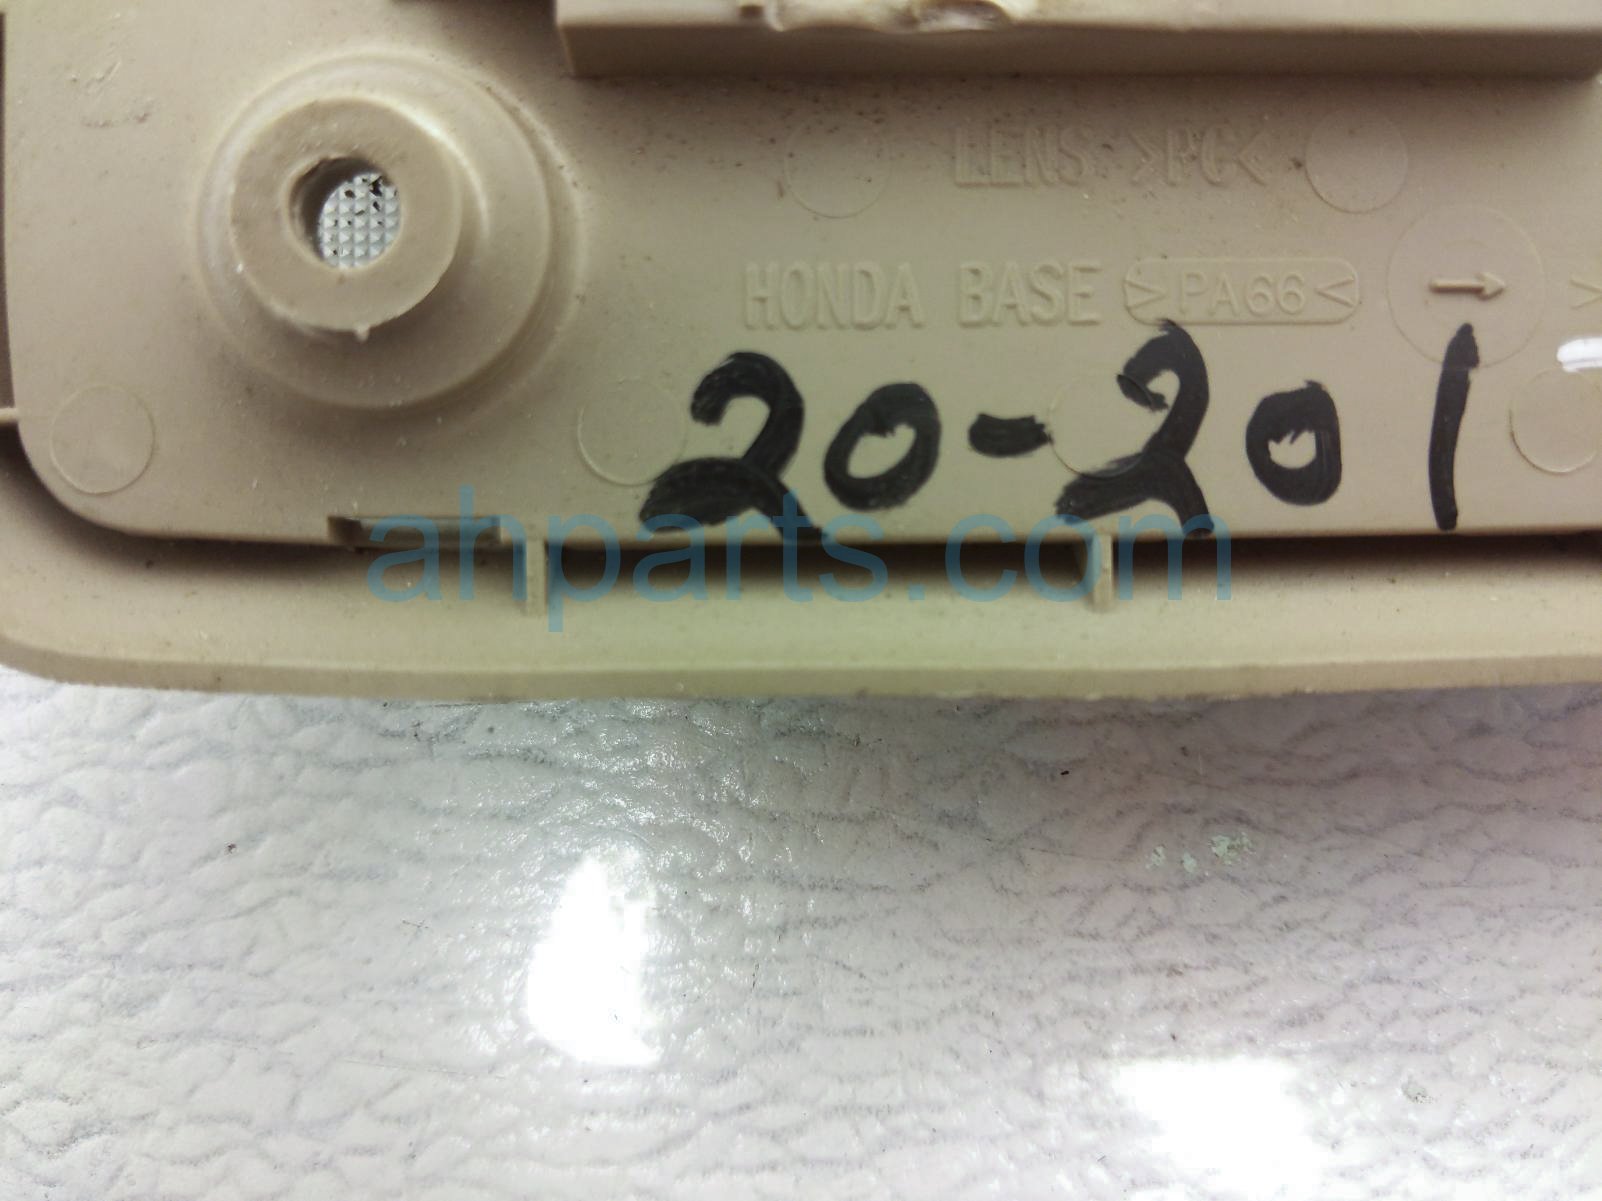 LENS >PC<
HONDA BASE >PA66< → >
20-201
ahparts.com